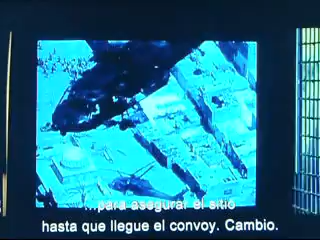 ...para asegurar el sitio
hasta que llegue el convoy. Cambio.